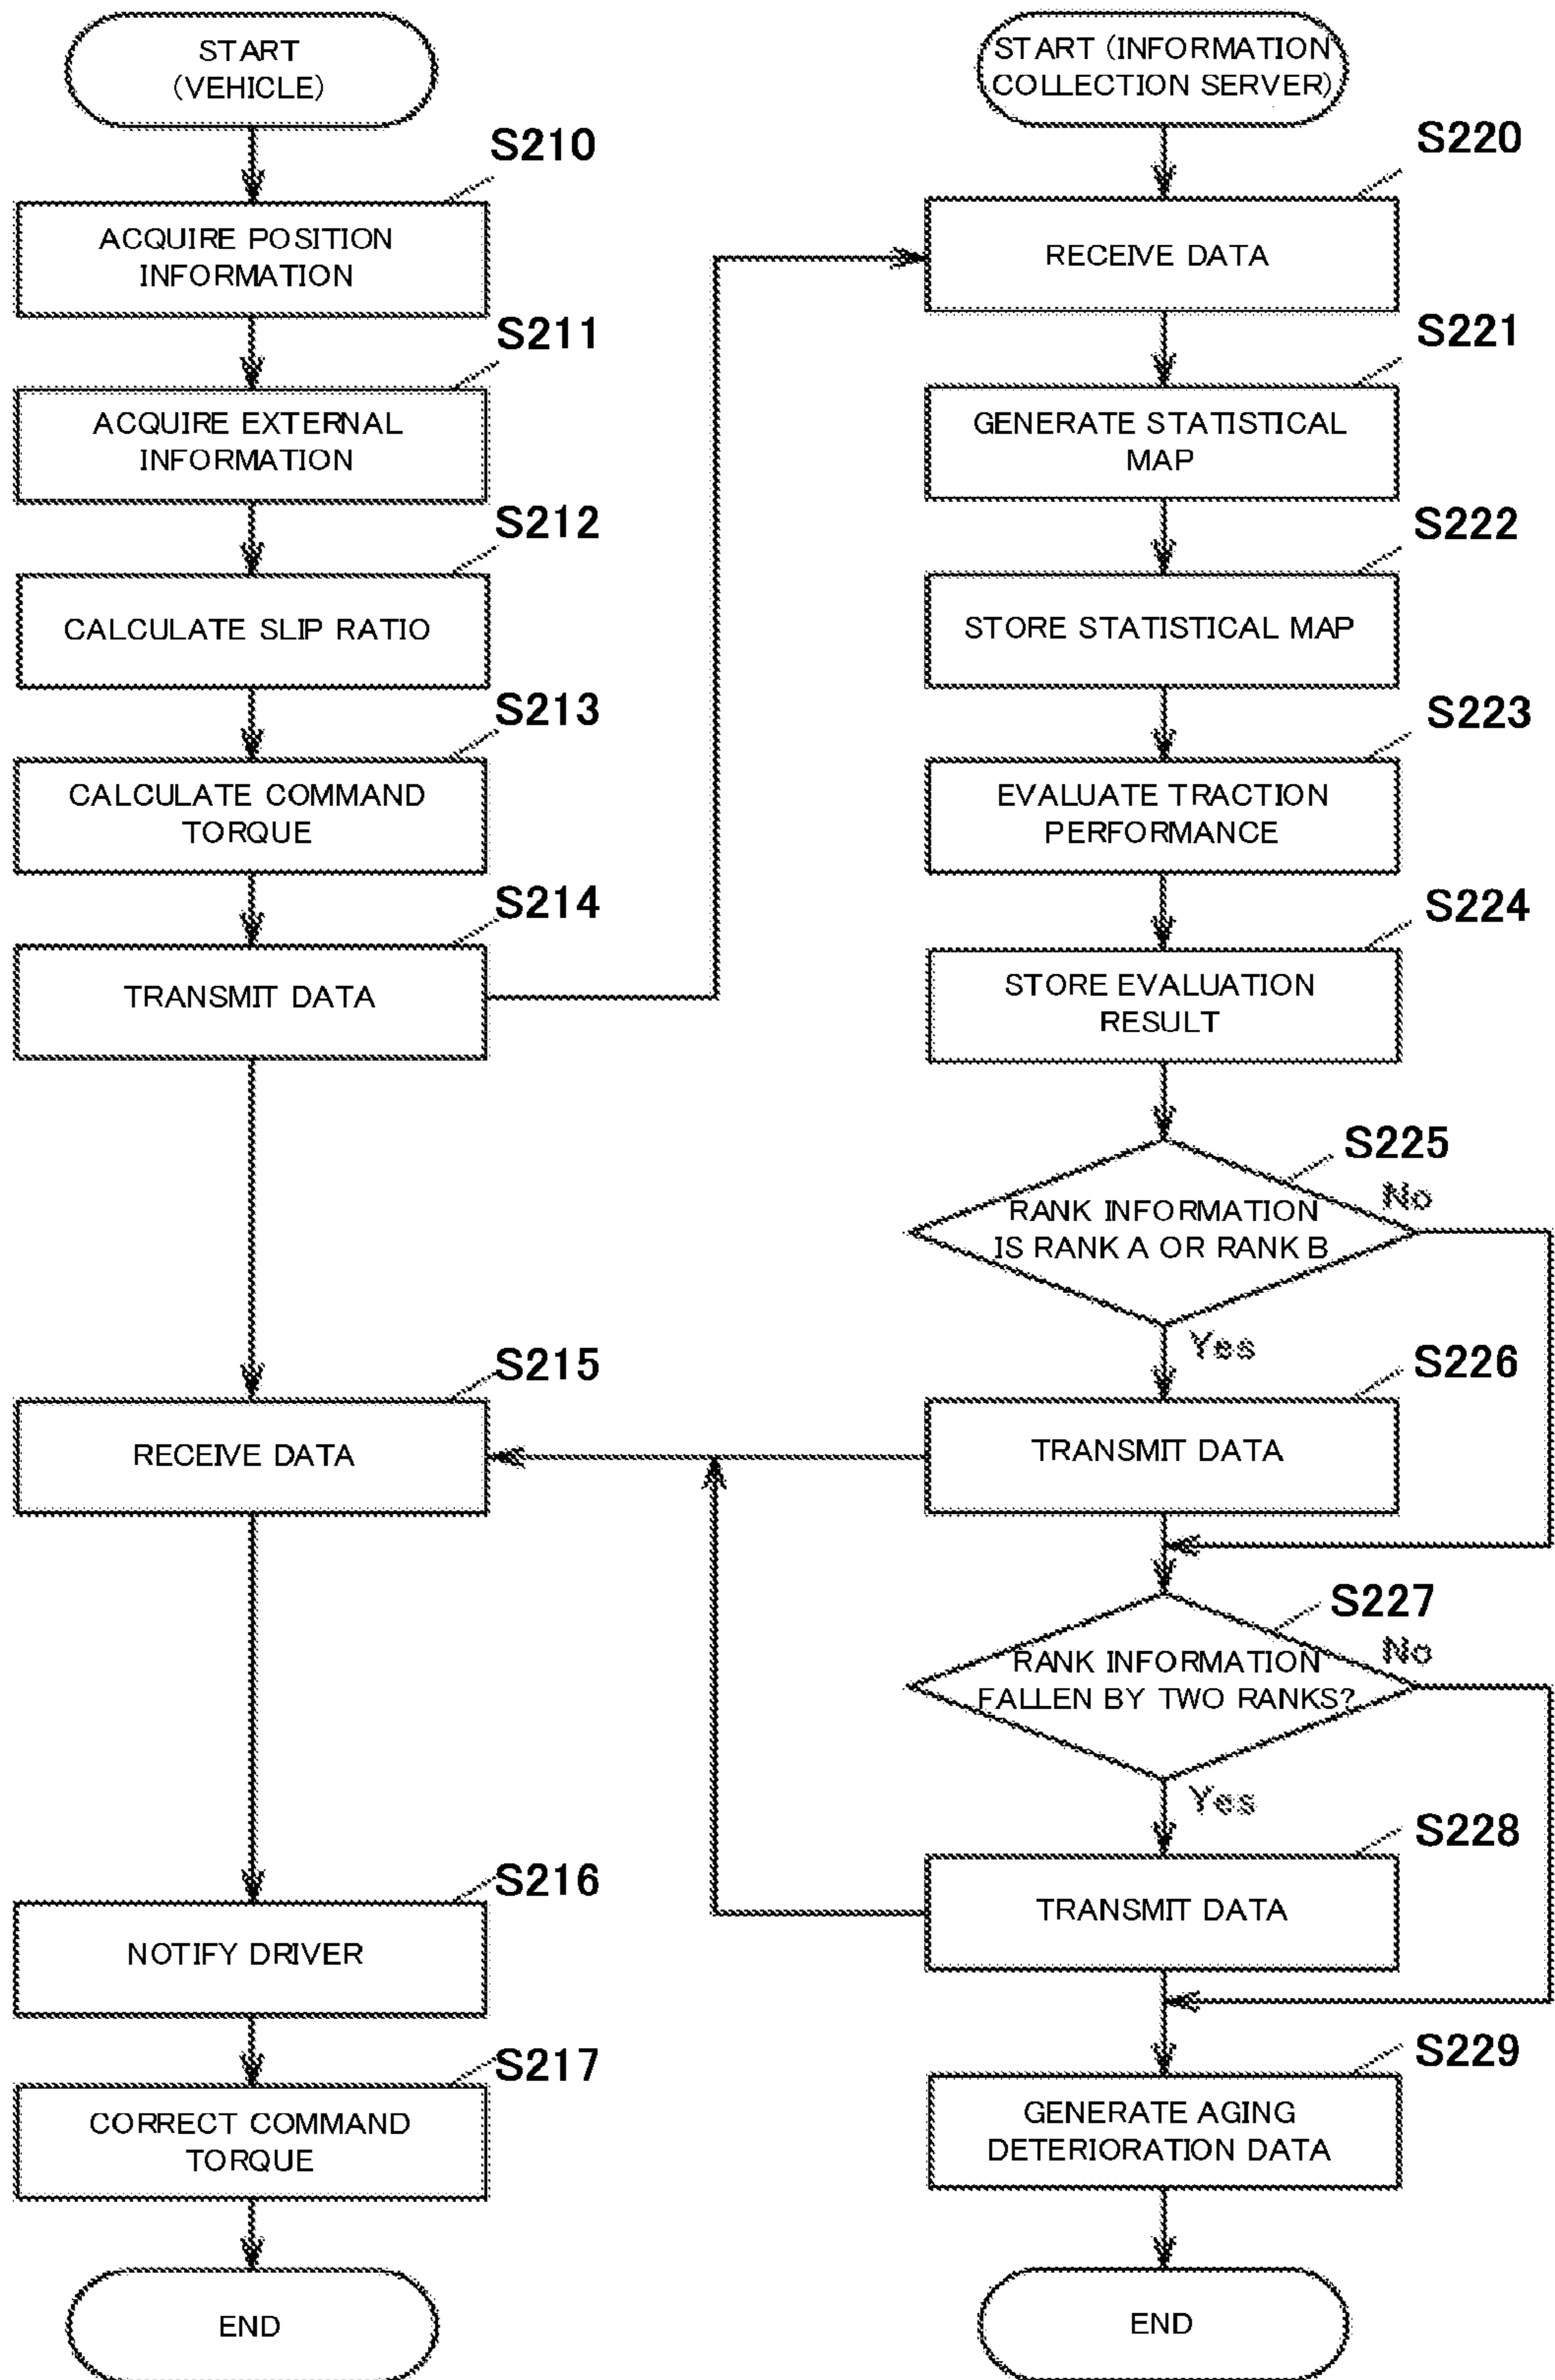 START
(VEHICLE)
S210
ACQUIRE POSITION
INFORMATION
S211
ACQUIRE EXTERNAL
INFORMATION
S212
CALCULATE SLIP RATIO
S213
CALCULATE COMMAND
TORQUE
S214
TRANSMIT DATA
S215
RECEIVE DATA
S216
NOTIFY DRIVER
S217
CORRECT COMMAND
TORQUE
END
START (INFORMATION
COLLECTION SERVER)
S220
RECEIVE DATA
S221
GENERATE STATISTICAL
MAP
S222
STORE STATISTICAL MAP
S223
EVALUATE TRACTION
PERFORMANCE
S224
STORE EVALUATION
RESULT
S225
No
RANK INFORMATION
IS RANK A OR RANK B
Yes
S226
TRANSMIT DATA
S227
No
RANK INFORMATION
FALLEN BY TWO RANKS?
Yes
S228
TRANSMIT DATA
S229
GENERATE AGING
DETERIORATION DATA
END